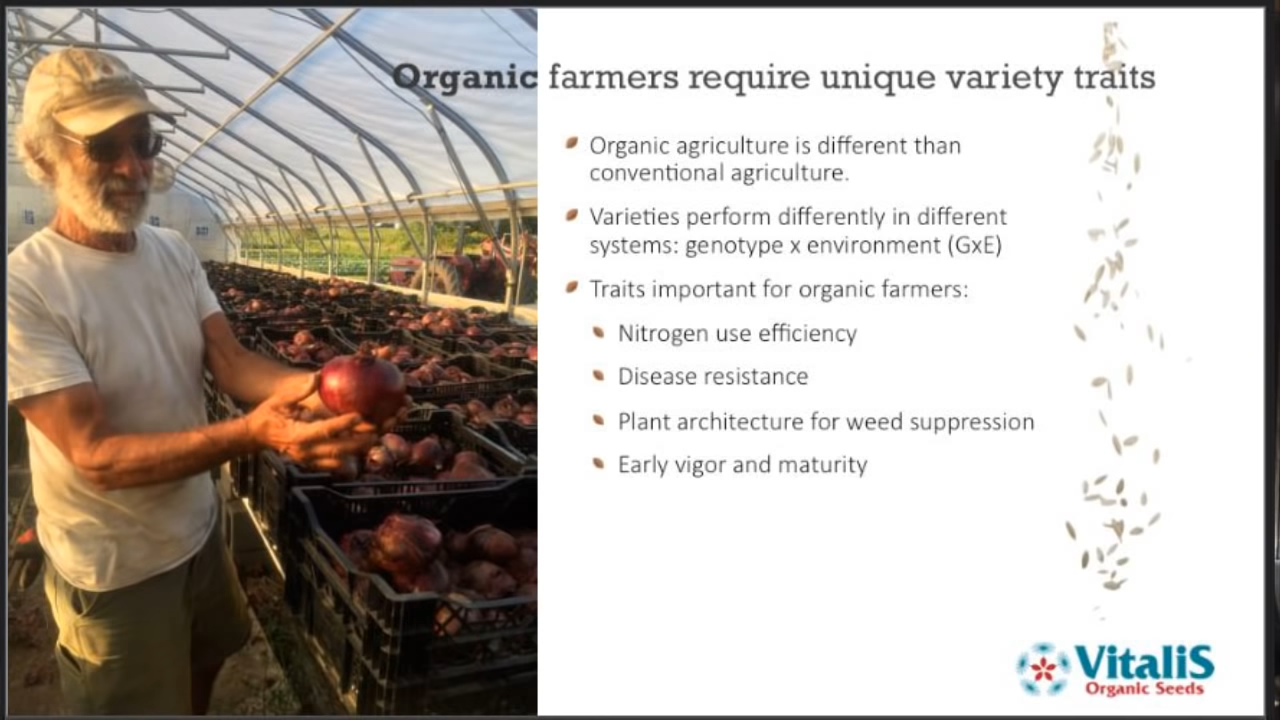 Organic farmers require unique variety traits
Organic agriculture is different than
conventional agriculture.
Varieties perform differently in different
systems: genotype x environment (GxE)
Traits important for organic farmers:
Nitrogen use efficiency
Disease resistance
Plant architecture for weed suppression
Early vigor and maturity
VitaliS
Organic Seeds